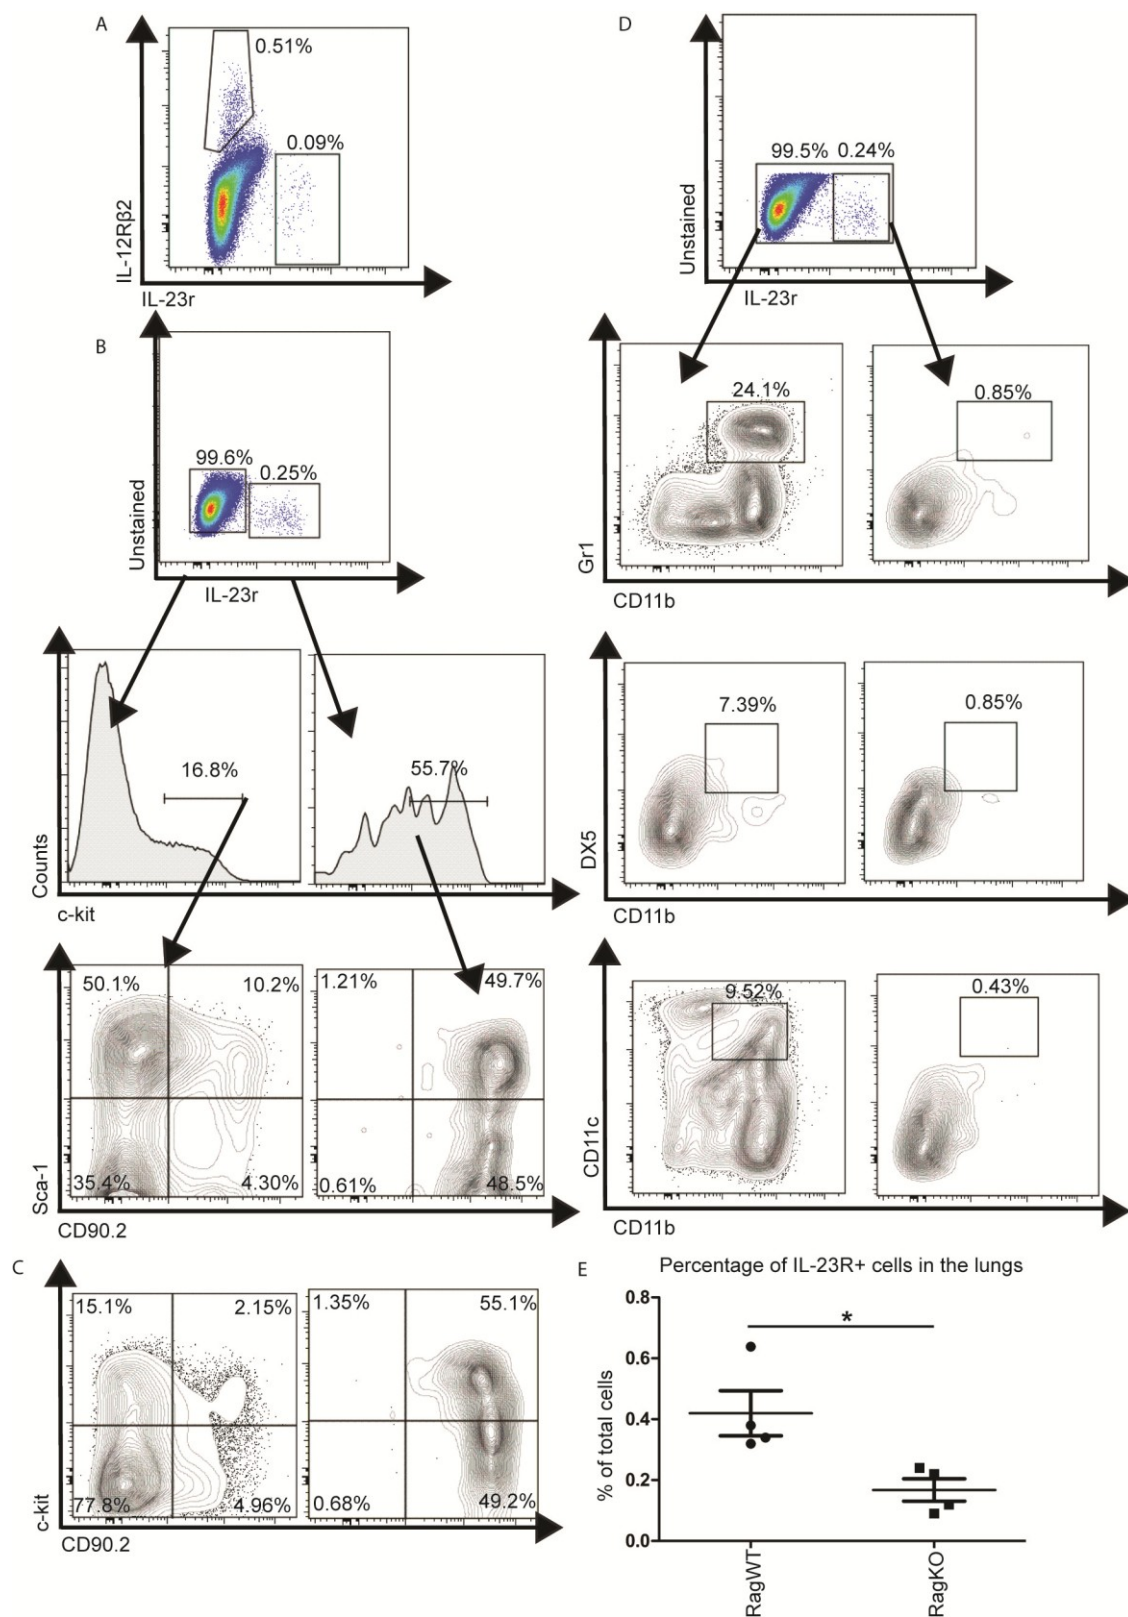 A
IL-12Rβ2
0.51%
0.09%
IL-23r
B
Unstained
99.6%
0.25%
IL-23r
Counts
16.8%
55.7%
c-kit
Sca-1
50.1%
10.2%
35.4%
4.30%
1.21%
49.7%
0.61%
48.5%
CD90.2
C
c-kit
15.1%
2.15%
77.8%
4.96%
1.35%
55.1%
0.68%
49.2%
CD90.2
D
Unstained
99.5%
0.24%
IL-23r
Gr1
24.1%
0.85%
CD11b
DX5
7.39%
0.85%
CD11b
CD11c
9.52%
0.43%
CD11b
E
Percentage of IL-23R+ cells in the lungs
% of total cells
0.8
0.6
0.4
0.2
0.0
*
RagWT
RagKO